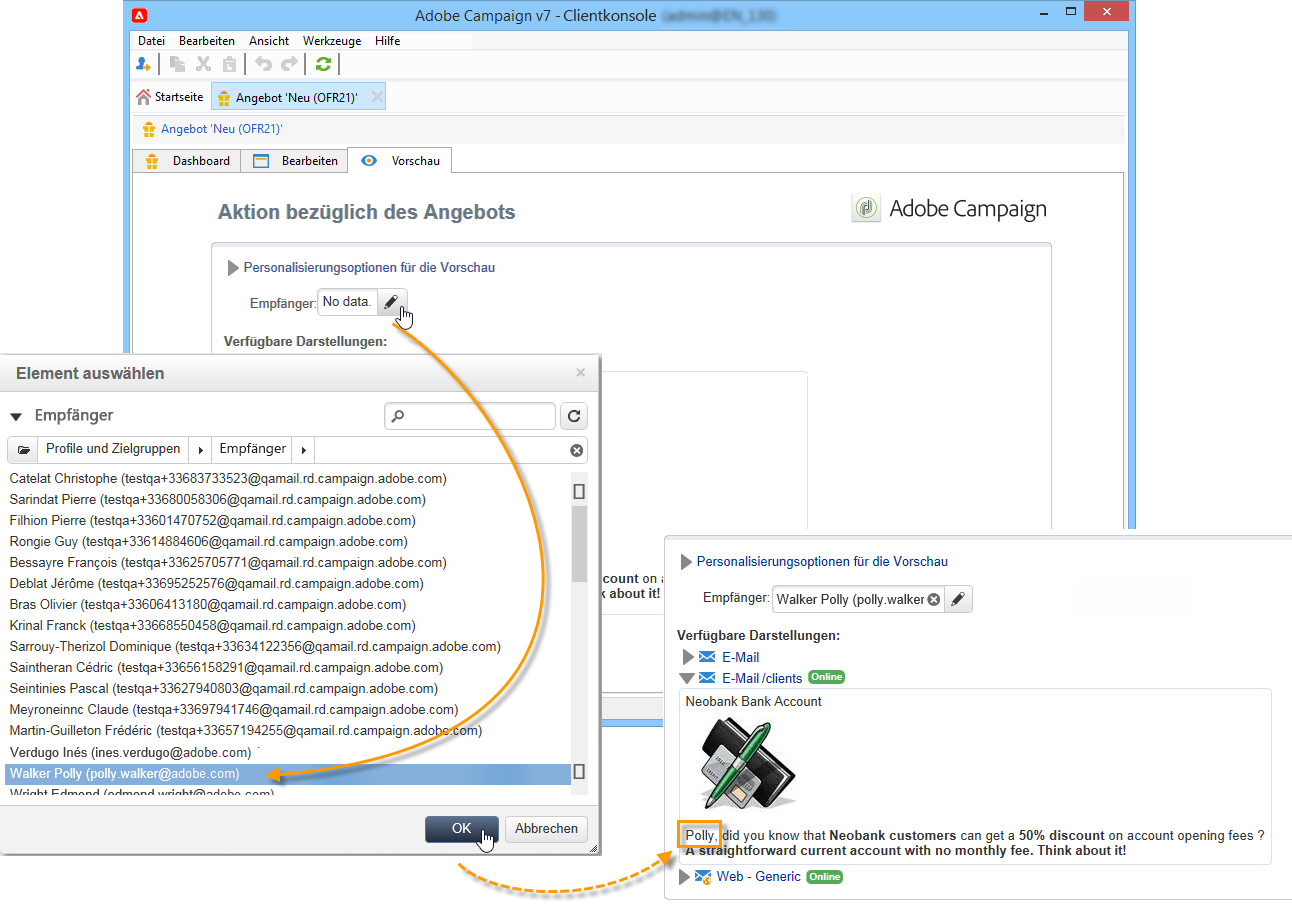 Adobe Campaign v7 - Clientkonsole (admin@EN_130)
Datei Bearbeiten Ansicht Werkzeuge Hilfe
Startseite Angebot 'Neu (OFR21)'
Angebot 'Neu (OFR21)'
Dashboard Bearbeiten Vorschau
Aktion bezüglich des Angebots
Adobe Campaign
Personalisierungsoptionen für die Vorschau
Empfänger: No data.
Verfügbare Darstellungen:
Element auswählen
Empfänger
Profile und Zielgruppen Empfänger
Catelat Christophe (testqa+33683733523@qamail.rd.campaign.adobe.com)
Sarindat Pierre (testqa+33680058306@qamail.rd.campaign.adobe.com)
Filhion Pierre (testqa+33601470752@qamail.rd.campaign.adobe.com)
Rongie Guy (testqa+33614884606@qamail.rd.campaign.adobe.com)
Bessayre François (testqa+33625705771@qamail.rd.campaign.adobe.com)
Deblat Jérôme (testqa+33695252576@qamail.rd.campaign.adobe.com)
Bras Olivier (testqa+33606413180@qamail.rd.campaign.adobe.com)
Krinal Franck (testqa+33668550458@qamail.rd.campaign.adobe.com)
Sarrouy-Therizol Dominique (testqa+33634122356@qamail.rd.campaign.adobe.com)
Saintheran Cédric (testqa+33656158291@qamail.rd.campaign.adobe.com)
Seintinies Pascal (testqa+33627940803@qamail.rd.campaign.adobe.com)
Meyroneinnc Claude (testqa+33697941746@qamail.rd.campaign.adobe.com)
Martin-Guilleton Frédéric (testqa+33657194255@qamail.rd.campaign.adobe.com)
Verdugo Inés (ines.verdugo@adobe.com)
Walker Polly (polly.walker@adobe.com)
Wright Edmond (edmond.wright@adobe.com)
OK Abbrechen
count on
k about it!
Personalisierungsoptionen für die Vorschau
Empfänger: Walker Polly (polly.walker
Verfügbare Darstellungen:
E-Mail
E-Mail /clients Online
Neobank Bank Account
Polly, did you know that Neobank customers can get a 50% discount on account opening fees ?
A straightforward current account with no monthly fee. Think about it!
Web - Generic Online